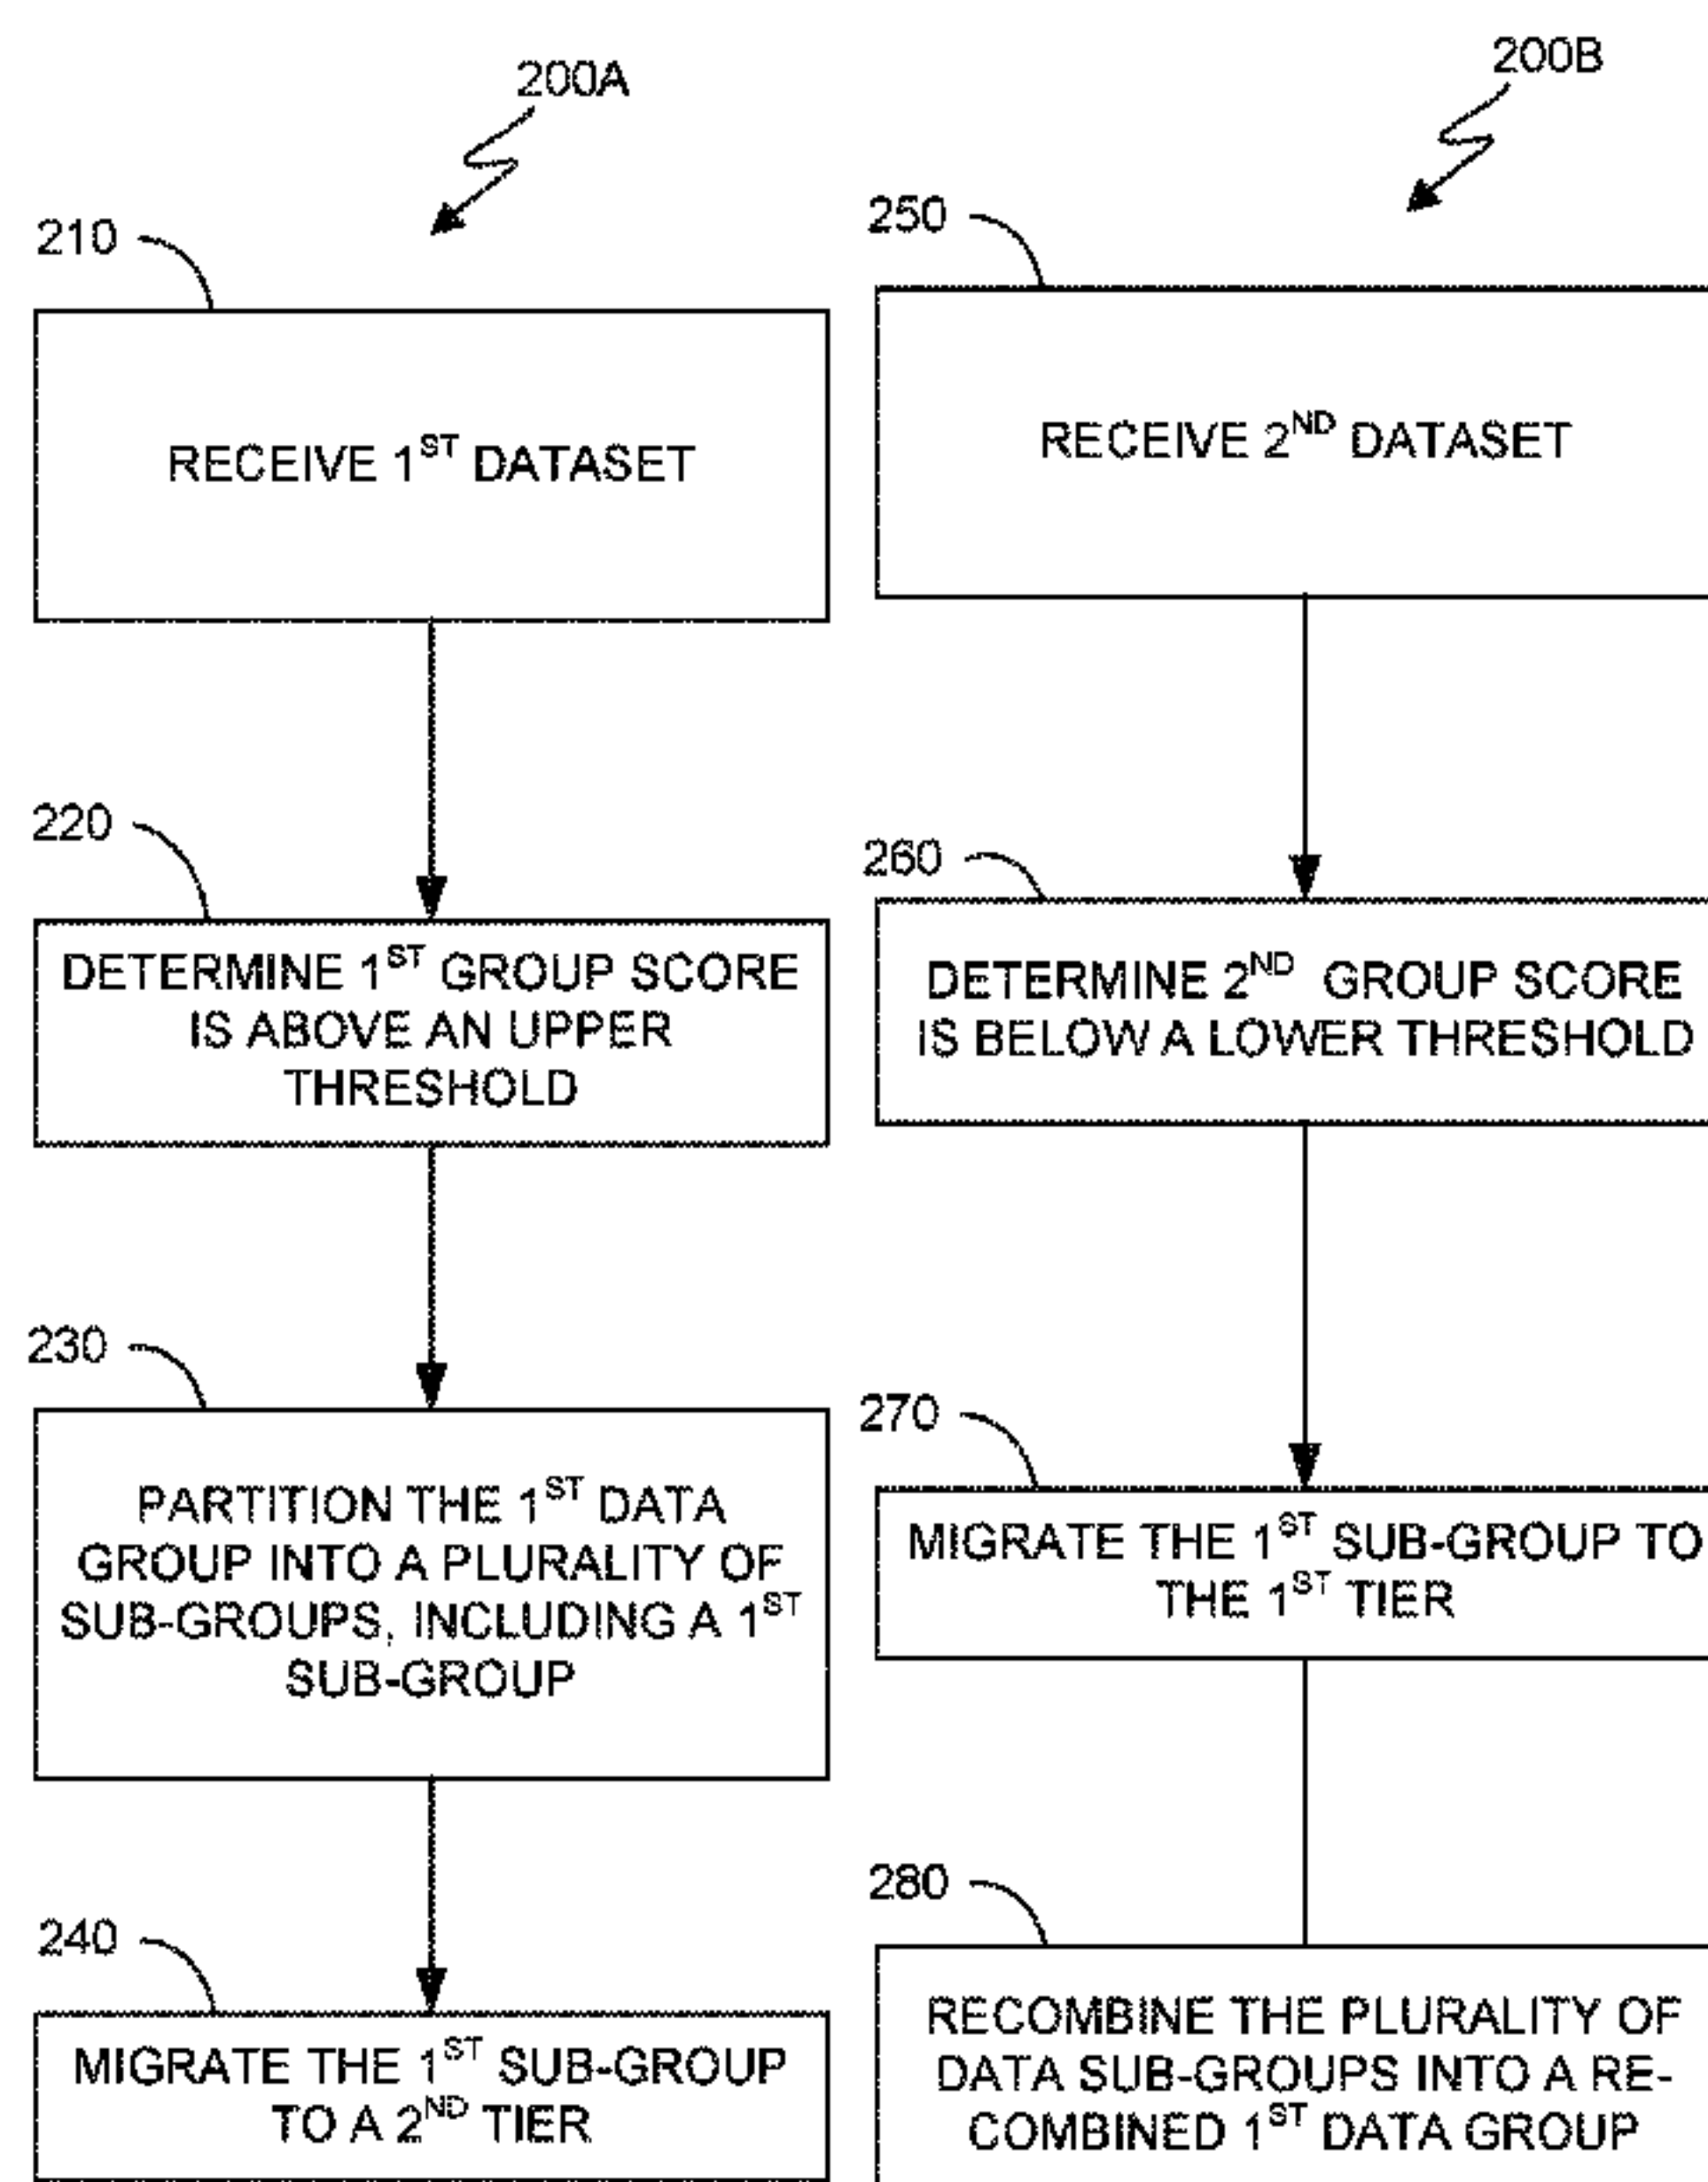 200A
210
RECEIVE 1ST DATASET
220
DETERMINE 1ST GROUP SCORE
IS ABOVE AN UPPER
THRESHOLD
230
PARTITION THE 1ST DATA
GROUP INTO A PLURALITY OF
SUB-GROUPS, INCLUDING A 1ST
SUB-GROUP
240
MIGRATE THE 1ST SUB-GROUP
TO A 2ND TIER
200B
250
RECEIVE 2ND DATASET
260
DETERMINE 2ND GROUP SCORE
IS BELOW A LOWER THRESHOLD
270
MIGRATE THE 1ST SUB-GROUP TO
THE 1ST TIER
280
RECOMBINE THE PLURALITY OF
DATA SUB-GROUPS INTO A RE-
COMBINED 1ST DATA GROUP